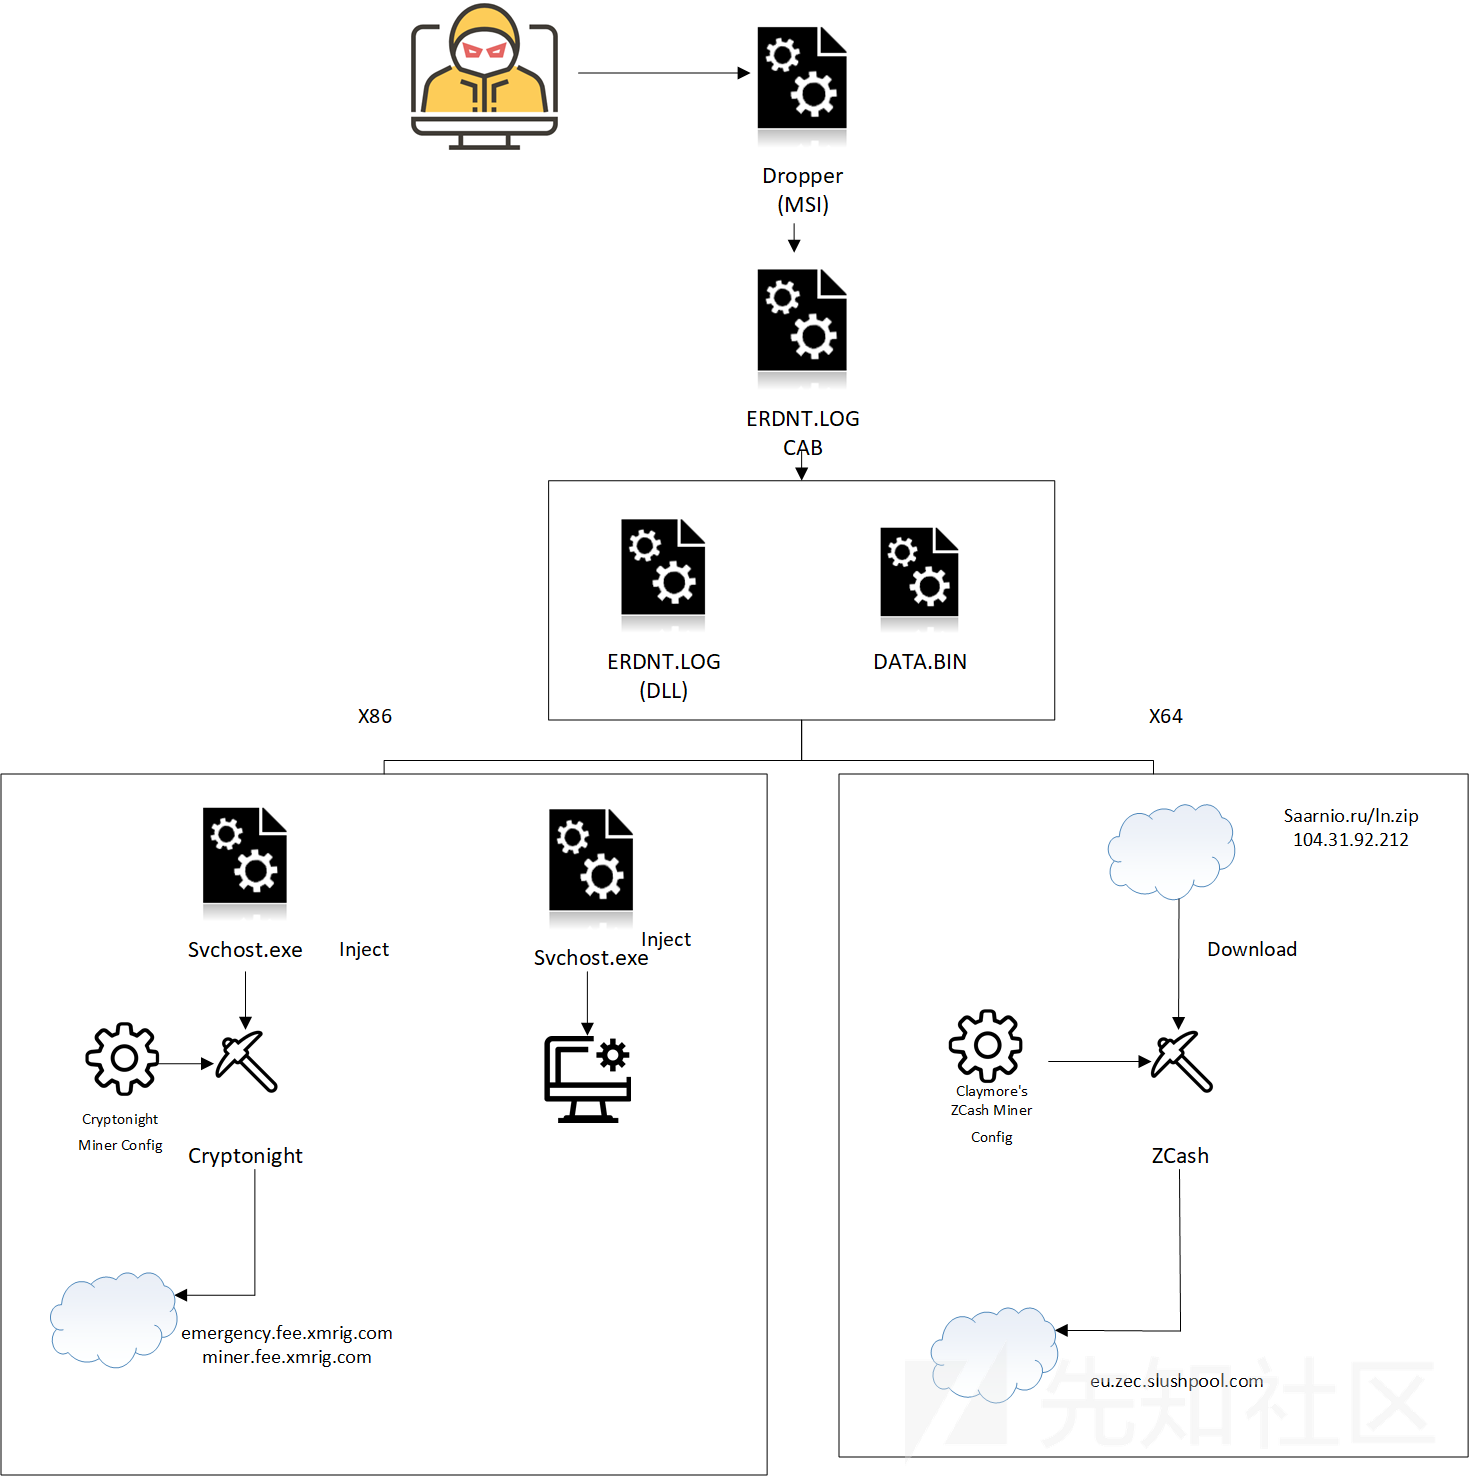 Dropper
(MSI)
ERDNT.LOG
CAB
ERDNT.LOG
(DLL)
DATA.BIN
X86
X64
Svchost.exe
Inject
Svchost.exe
Inject
Cryptonight
Miner Config
Cryptonight
emergency.fee.xmrig.com
miner.fee.xmrig.com
Saarnio.ru/ln.zip
104.31.92.212
Download
Claymore's
ZCash Miner
Config
ZCash
eu.zec.slushpool.com
先知社区